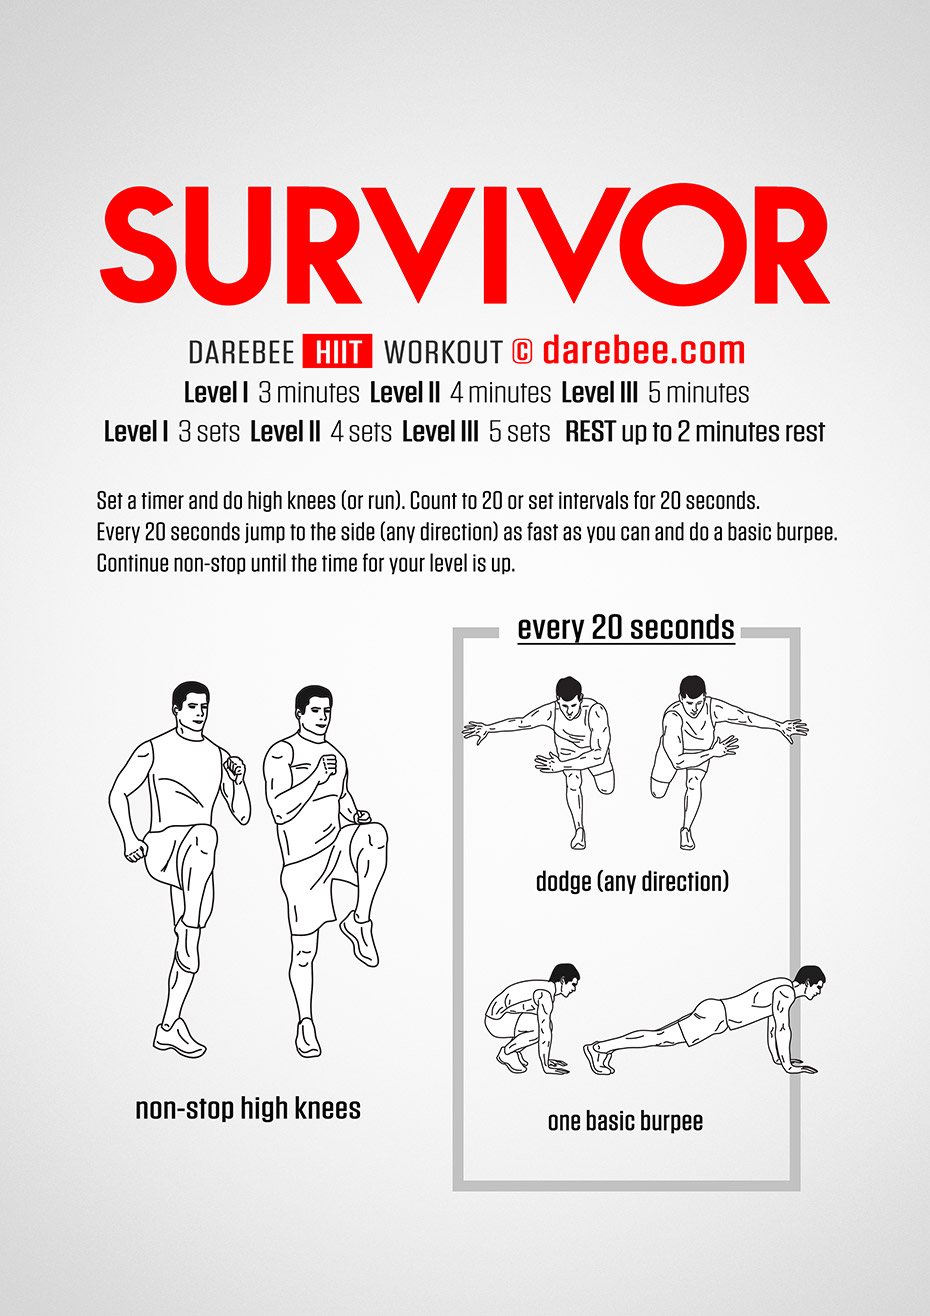 SURVIVOR
DAREBEE HIIT WORKOUT © darebee.com
Level I 3 minutes Level II 4 minutes Level III 5 minutes
Level I 3 sets Level II 4 sets Level III 5 sets REST up to 2 minutes rest
Set a timer and do high knees (or run). Count to 20 or set intervals for 20 seconds.
Every 20 seconds jump to the side (any direction) as fast as you can and do a basic burpee.
Continue non-stop until the time for your level is up.
every 20 seconds
dodge (any direction)
non-stop high knees
one basic burpee